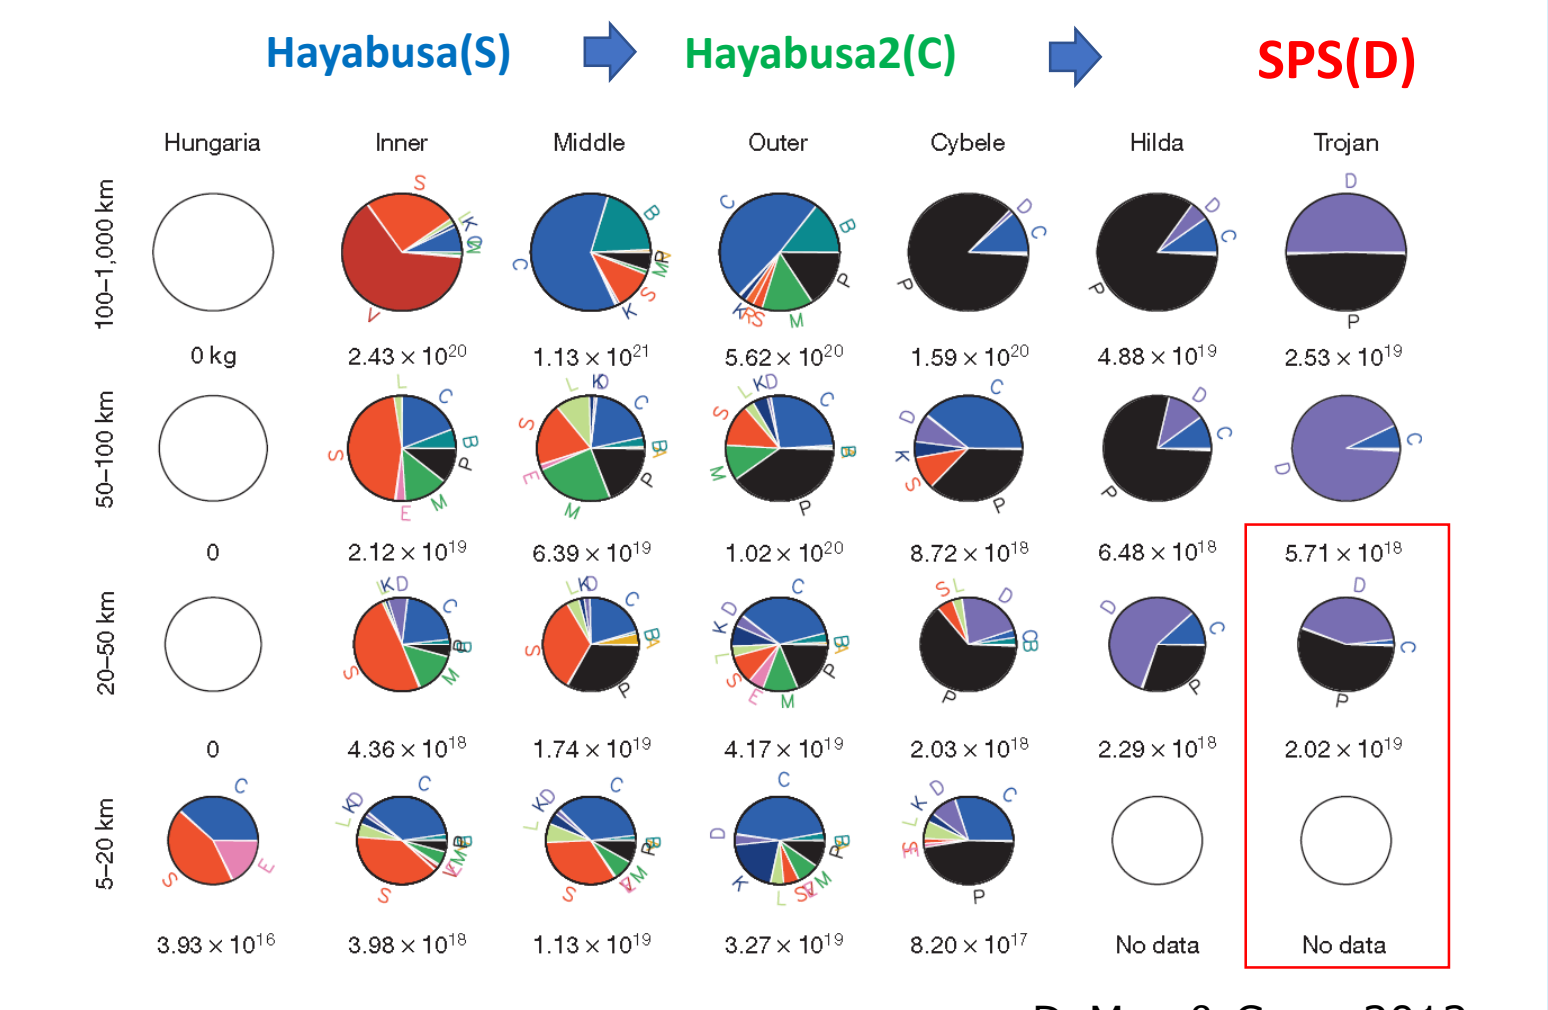 Hayabusa(S) Hayabusa2(C) SPS(D)
Hungaria Inner Middle Outer Cybele Hilda Trojan
100–1,000 km
S L K C M V
B A P M S K C
C B P M S R K
D C P
D C P
D P
0 kg 2.43 × 10²⁰ 1.13 × 10²¹ 5.62 × 10²⁰ 1.59 × 10²⁰ 4.88 × 10¹⁹ 2.53 × 10¹⁹
50–100 km
L C B P M E S
L K D C B A P M E S
L K D C B A P M S
C P S K D
D C P
C D
0 2.12 × 10¹⁹ 6.39 × 10¹⁹ 1.02 × 10²⁰ 8.72 × 10¹⁸ 6.48 × 10¹⁸ 5.71 × 10¹⁸
20–50 km
L K D C B P M S
L K D C B A P S
C B A P M E S L K D
S L D C B P
D C P
D C P
0 4.36 × 10¹⁸ 1.74 × 10¹⁹ 4.17 × 10¹⁹ 2.03 × 10¹⁸ 2.29 × 10¹⁸ 2.02 × 10¹⁹
5–20 km
C E S
C B P M V S L K D
C B P M V S L K D
C B A P M V S L K D
D C P S L K
3.93 × 10¹⁶ 3.98 × 10¹⁸ 1.13 × 10¹⁹ 3.27 × 10¹⁹ 8.20 × 10¹⁷ No data No data